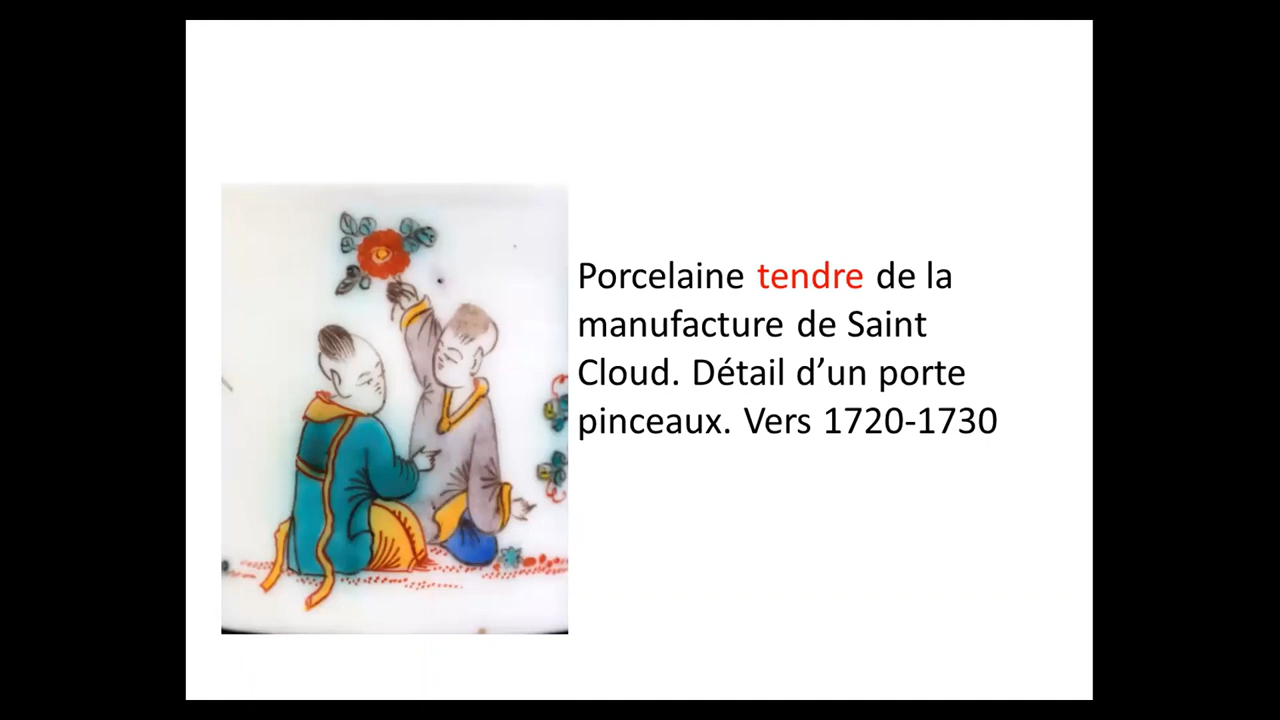 Porcelaine tendre de la
manufacture de Saint
Cloud. Détail d’un porte
pinceaux. Vers 1720-1730